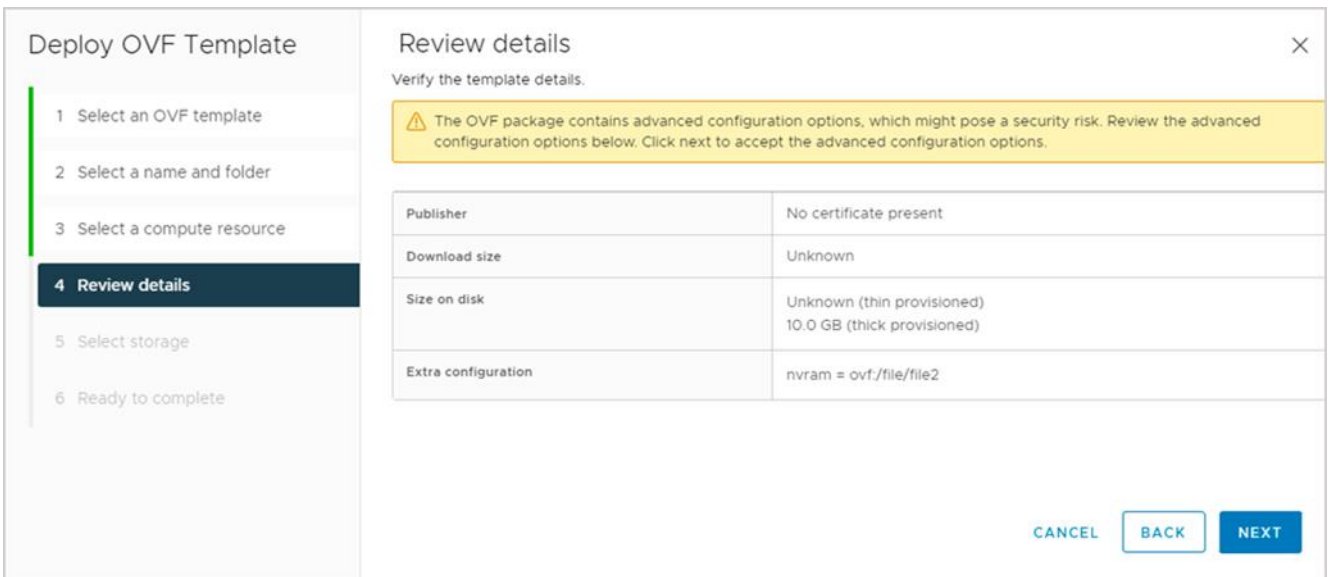 Deploy OVF Template
1 Select an OVF template
2 Select a name and folder
3 Select a compute resource
4 Review details
5 Select storage
6 Ready to complete
Review details
Verify the template details.
The OVF package contains advanced configuration options, which might pose a security risk. Review the advanced
configuration options below. Click next to accept the advanced configuration options.
Publisher No certificate present
Download size Unknown
Size on disk Unknown (thin provisioned)
10.0 GB (thick provisioned)
Extra configuration nvram = ovf:/file/file2
CANCEL BACK NEXT